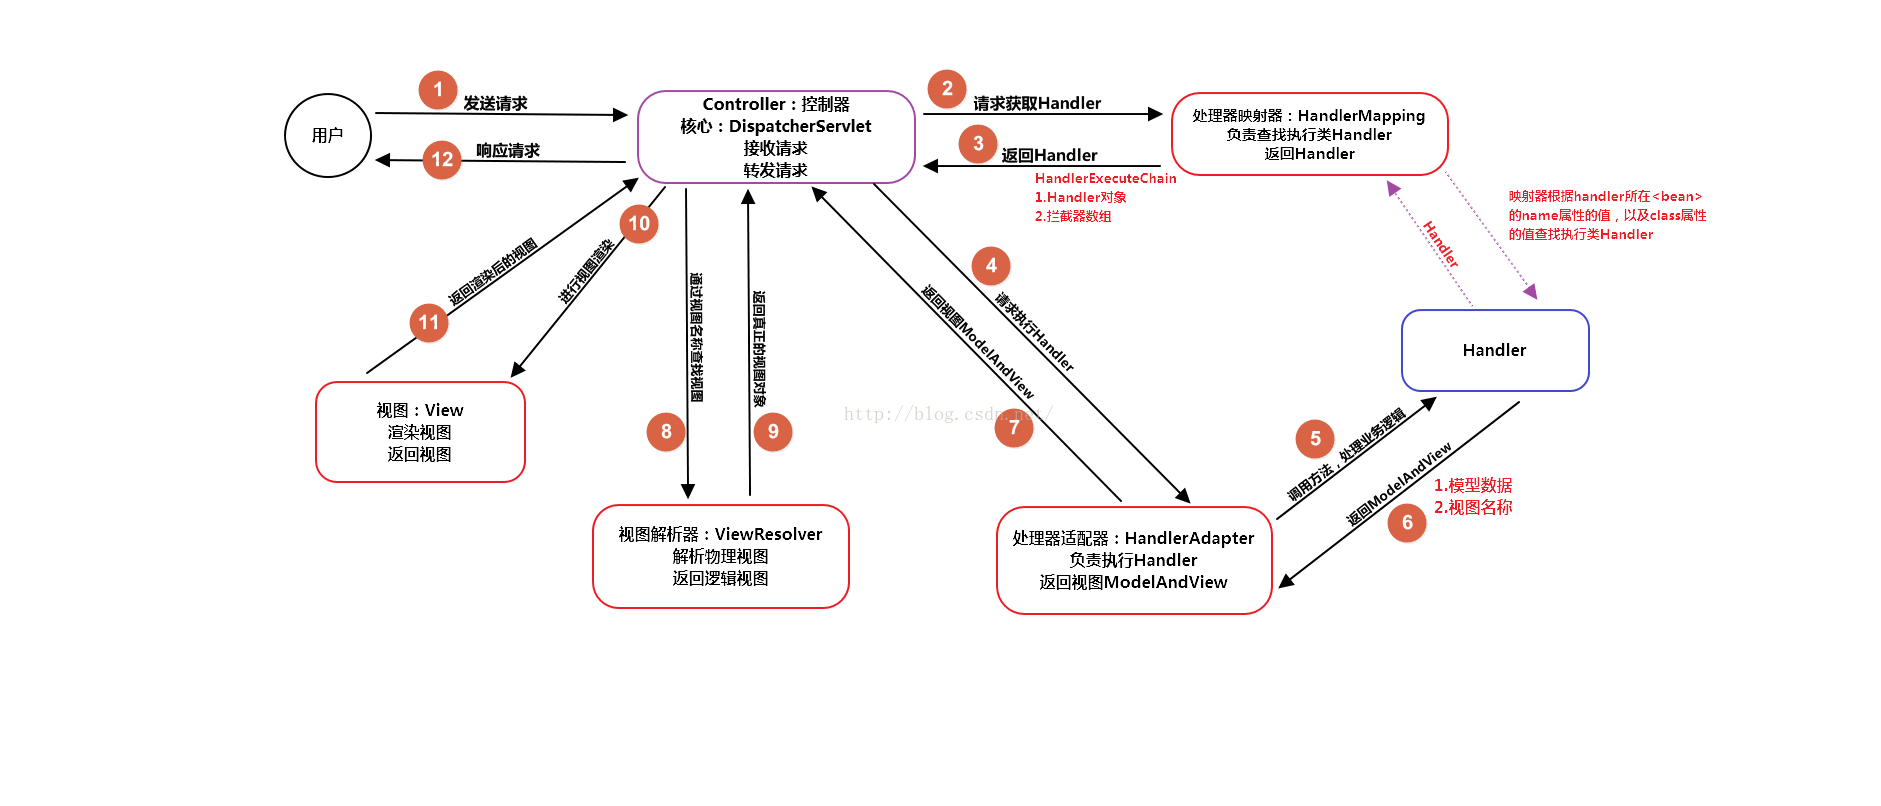 用户
1
发送请求
12
响应请求
Controller：控制器
核心：DispatcherServlet
接收请求
转发请求
2
请求获取Handler
3
返回Handler
HandlerExecuteChain
1.Handler对象
2.拦截器数组
处理器映射器：HandlerMapping
负责查找执行类Handler
返回Handler
映射器根据handler所在<bean>
的name属性的值，以及class属性
的值查找执行类Handler
Handler
Handler
4
请求执行Handler
5
调用方法，处理业务逻辑
6
返回ModelAndView
1.模型数据
2.视图名称
处理器适配器：HandlerAdapter
负责执行Handler
返回视图ModelAndView
7
返回视图ModelAndView
http://blog.csdn.net/
8
通过视图名称查找视图
9
返回真正的视图对象
视图解析器：ViewResolver
解析物理视图
返回逻辑视图
10
进行视图渲染
11
返回渲染后的视图
视图：View
渲染视图
返回视图